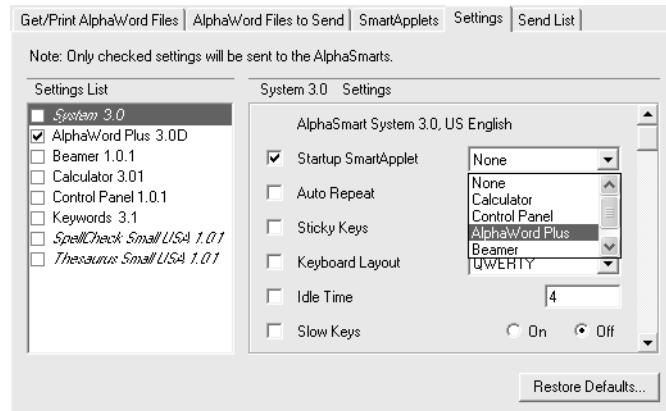 Get/Print AlphaWord Files AlphaWord Files to Send SmartApplets Settings Send List
Note: Only checked settings will be sent to the AlphaSmarts.
Settings List
System 3.0
AlphaWord Plus 3.0D
Beamer 1.0.1
Calculator 3.01
Control Panel 1.0.1
Keywords 3.1
SpellCheck Small USA 1.01
Thesaurus Small USA 1.01
System 3.0 Settings
AlphaSmart System 3.0, US English
Startup SmartApplet None
None
Calculator
Control Panel
AlphaWord Plus
Beamer
Auto Repeat
Sticky Keys
Keyboard Layout QWERTY
Idle Time 4
Slow Keys On Off
Restore Defaults...